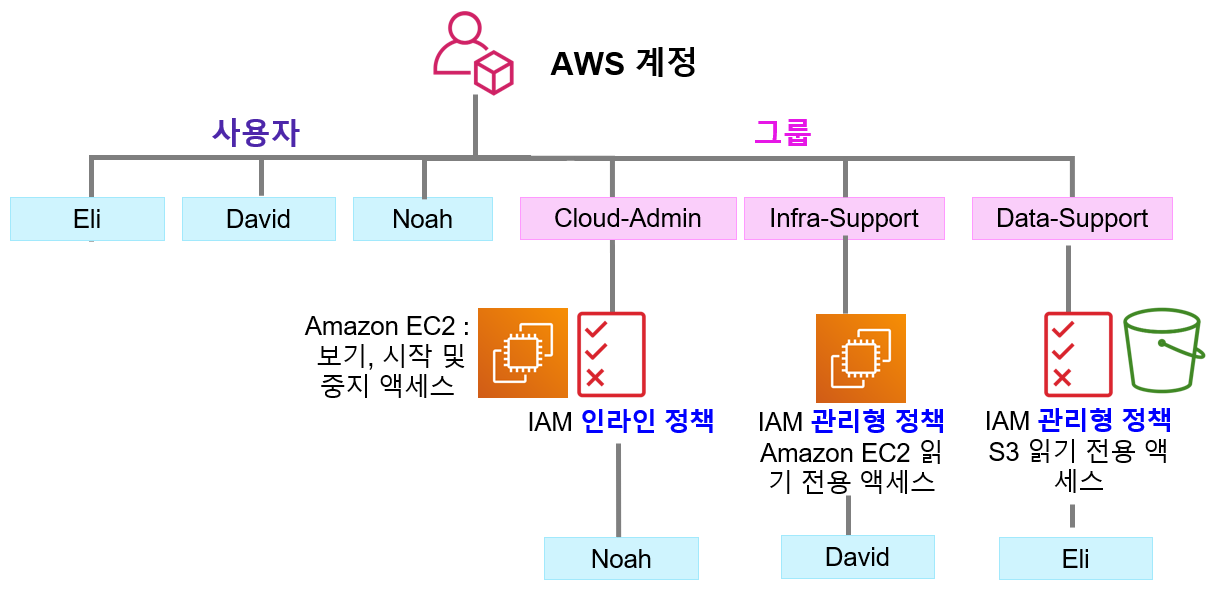 AWS 계정
사용자
그룹
Eli
David
Noah
Cloud-Admin
Infra-Support
Data-Support
Amazon EC2 :
보기, 시작 및
중지 액세스
IAM 인라인 정책
IAM 관리형 정책
Amazon EC2 읽
기 전용 액세스
IAM 관리형 정책
S3 읽기 전용 액
세스
Noah
David
Eli